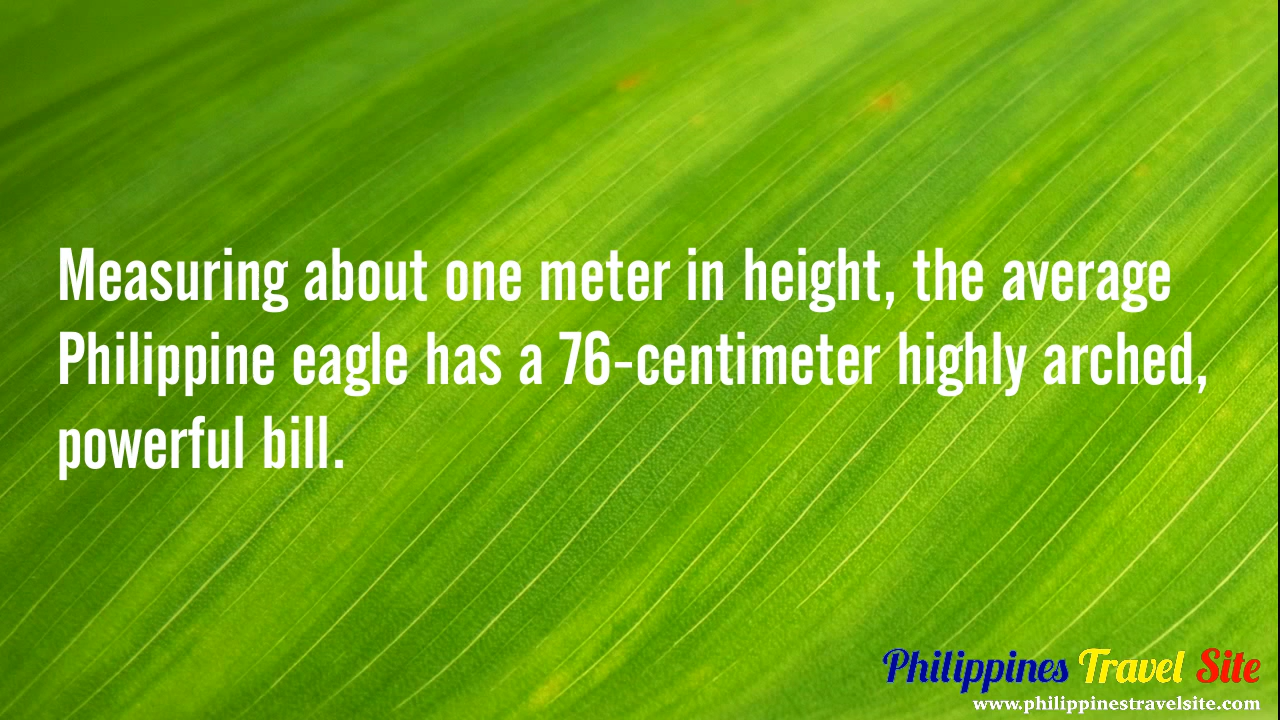 Measuring about one meter in height, the average
Philippine eagle has a 76-centimeter highly arched,
powerful bill.
Philippines Travel Site
www.philippinestravelsite.com